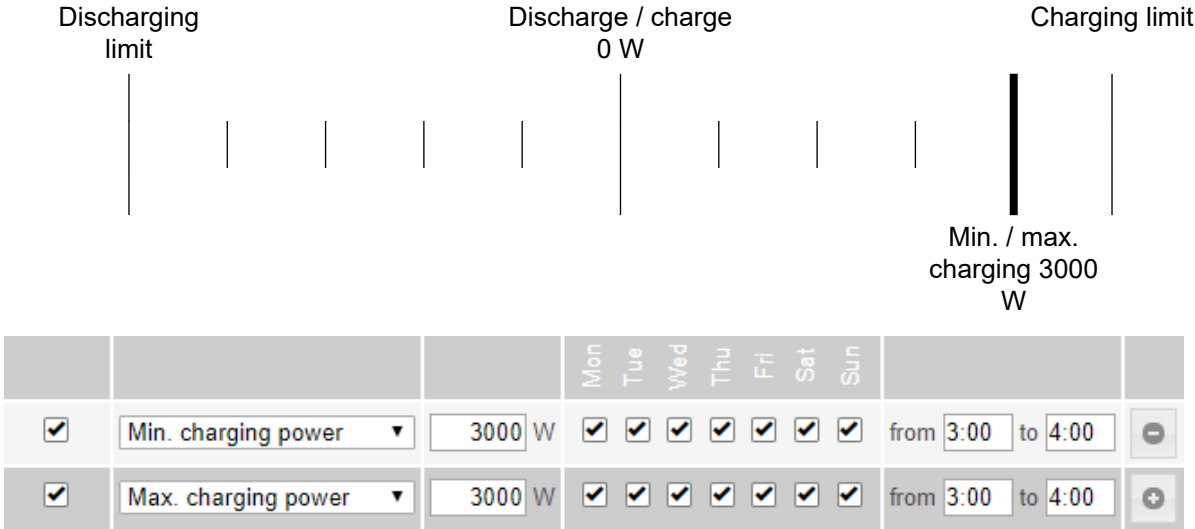 Discharging
limit
Discharge / charge
0 W
Charging limit
Min. / max.
charging 3000
W
Mon Tue Wed Thu Fri Sat Sun
Min. charging power 3000 W from 3:00 to 4:00
Max. charging power 3000 W from 3:00 to 4:00